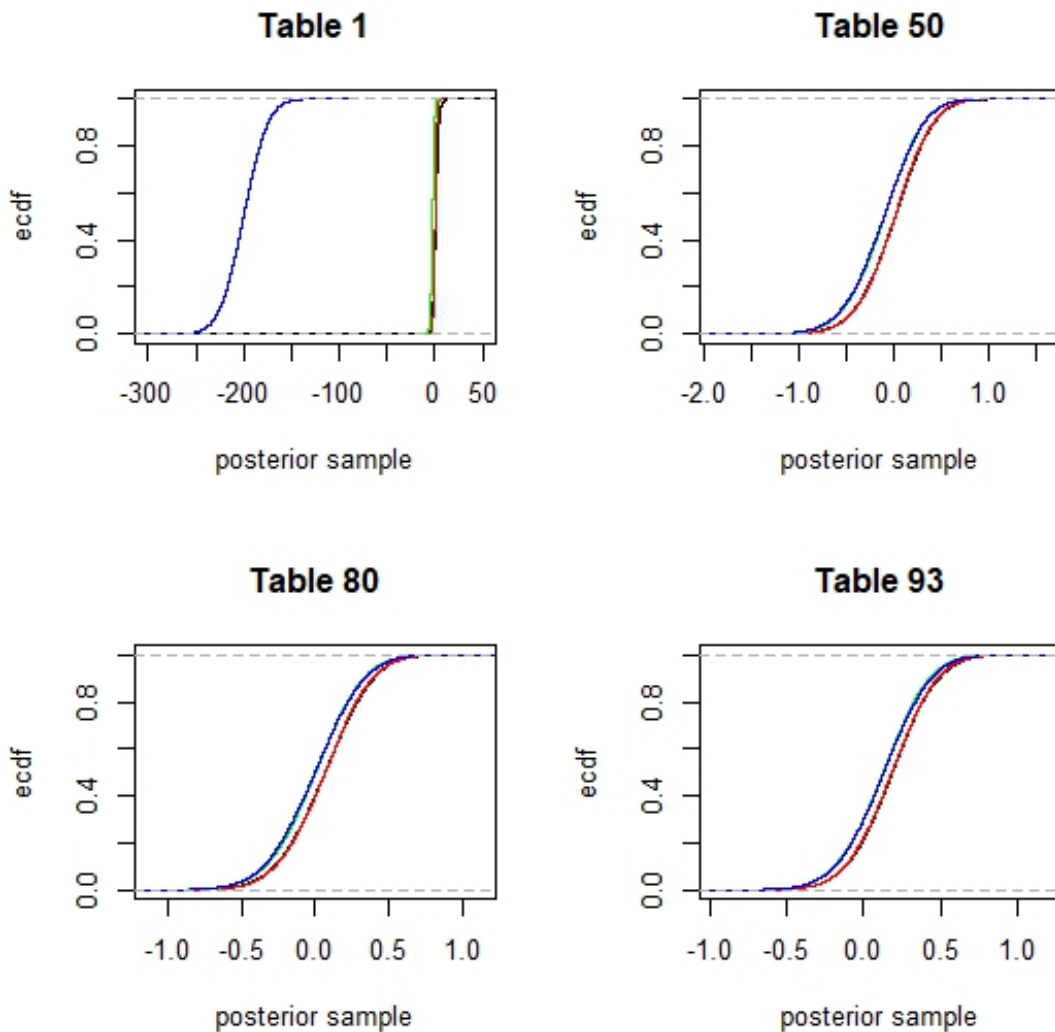 Table 1
ecdf
0.0 0.4 0.8
-300 -200 -100 0 50
posterior sample
Table 50
ecdf
0.0 0.4 0.8
-2.0 -1.0 0.0 1.0
posterior sample
Table 80
ecdf
0.0 0.4 0.8
-1.0 -0.5 0.0 0.5 1.0
posterior sample
Table 93
ecdf
0.0 0.4 0.8
-1.0 -0.5 0.0 0.5 1.0
posterior sample